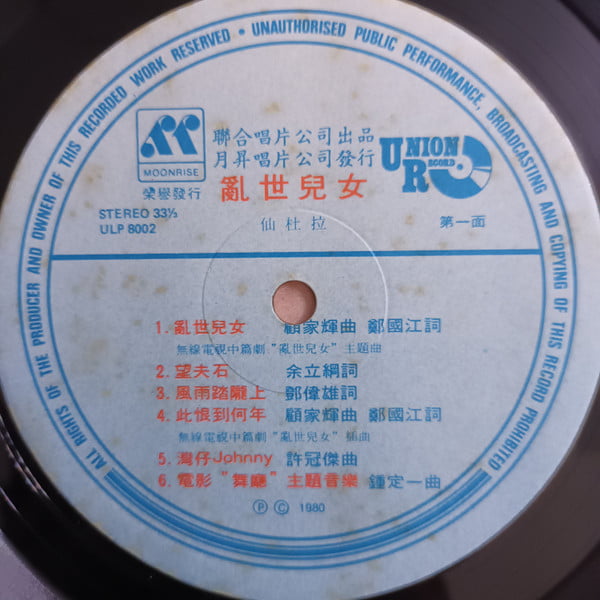 ALL RIGHTS OF THE PRODUCER AND OWNER OF THIS RECORDED WORK RESERVED • UNAUTHORISED PUBLIC PERFORMANCE, BROADCASTING AND COPYING OF THIS RECORD PROHIBITED
MOONRISE
聯合唱片公司出品
月昇唱片公司發行
UNION
RECORD
榮譽發行
亂世兒女
STEREO 33⅓
ULP 8002
仙杜拉
第一面
1. 亂世兒女 顧家輝曲 鄭國江詞
無線電視中篇劇“亂世兒女”主題曲
2. 望夫石 余立綱詞
3. 風雨踏隴上 鄧偉雄詞
4. 此恨到何年 顧家輝曲 鄭國江詞
無線電視中篇劇“亂世兒女”插曲
5. 灣仔Johnny 許冠傑曲
6. 電影“舞廳”主題音樂 鍾定一曲
Ⓟ Ⓒ 1980